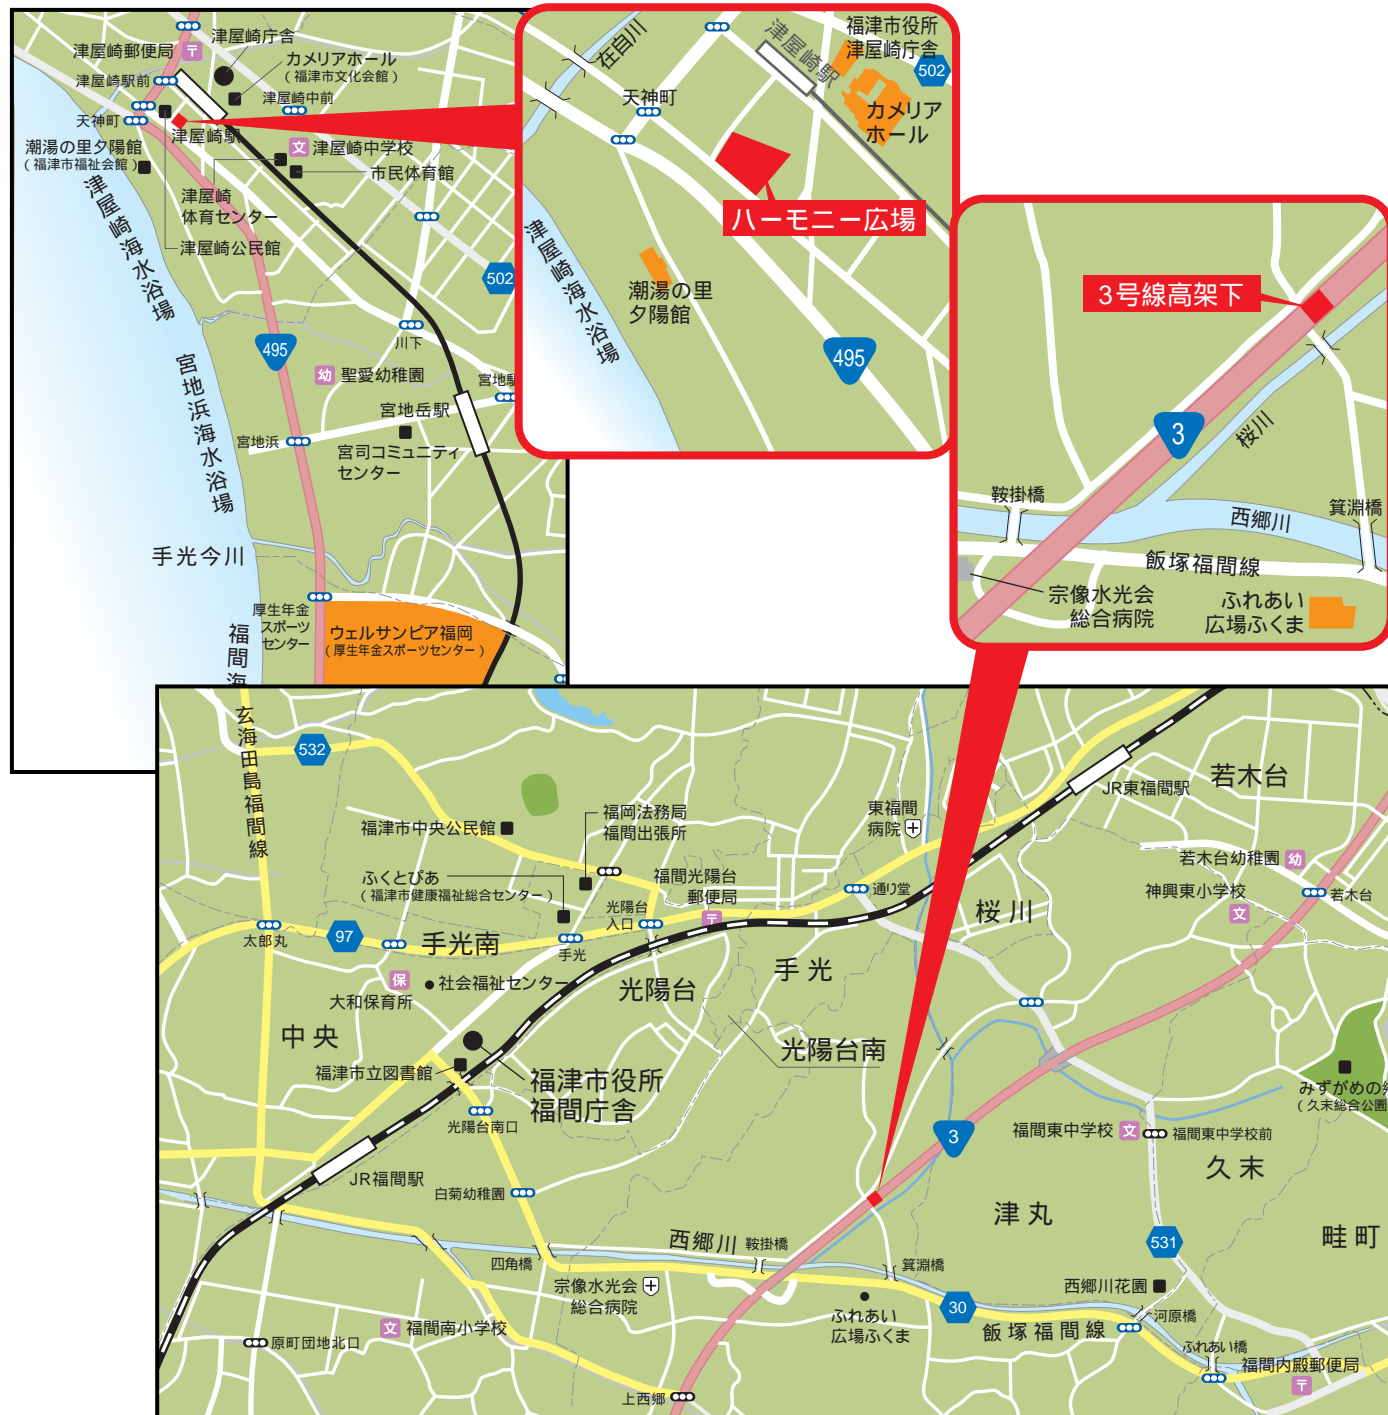 津屋崎郵便局
津屋崎庁舎
カメリアホール
（福津市文化会館）
津屋崎駅前
津屋崎中前
天神町
津屋崎駅
文
津屋崎中学校
潮湯の里夕陽館
（福津市福祉会館）
市民体育館
津屋崎
体育センター
津屋崎公民館
津屋崎海水浴場
502
495
川下
幼
聖愛幼稚園
宮地岳駅
宮地浜
宮司コミュニティ
センター
宮地浜海水浴場
手光今川
厚生年金
スポーツ
センター
ウェルサンピア福岡
（厚生年金スポーツセンター）
在自川
津屋崎駅
福津市役所
津屋崎庁舎
502
カメリア
ホール
天神町
ハーモニー広場
津屋崎海水浴場
潮湯の里
夕陽館
495
3号線高架下
3
桜川
鞍掛橋
西郷川
箕淵橋
飯塚福間線
宗像水光会
総合病院
ふれあい
広場ふくま
玄海田島福間線
532
福津市中央公民館
福岡法務局
福間出張所
ふくとぴあ
（福津市健康福祉総合センター）
福間光陽台
郵便局
光陽台
入口
東福間
病院
通り堂
JR東福間駅
若木台
若木台幼稚園
幼
神興東小学校
文
若木台
太郎丸
97
手光南
手光
桜川
保
大和保育所
社会福祉センター
光陽台
手光
光陽台南
中央
福津市立図書館
福津市役所
福間庁舎
光陽台南口
JR福間駅
白菊幼稚園
3
福間東中学校
文
福間東中学校前
久末
津丸
畦町
531
西郷川
鞍掛橋
四角橋
宗像水光会
総合病院
箕淵橋
ふれあい
広場ふくま
30
飯塚福間線
西郷川花園
河原橋
ふれあい橋
福間内殿郵便局
文
福間南小学校
原町団地北口
上西郷